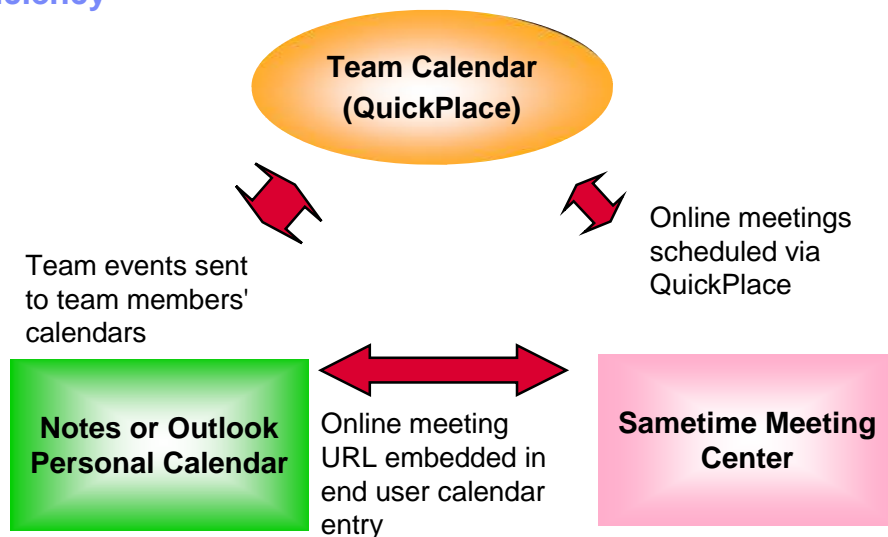 Team Calendar
(QuickPlace)
Online meetings
scheduled via
QuickPlace
Team events sent
to team members'
calendars
Notes or Outlook
Personal Calendar
Online meeting
URL embedded in
end user calendar
entry
Sametime Meeting
Center